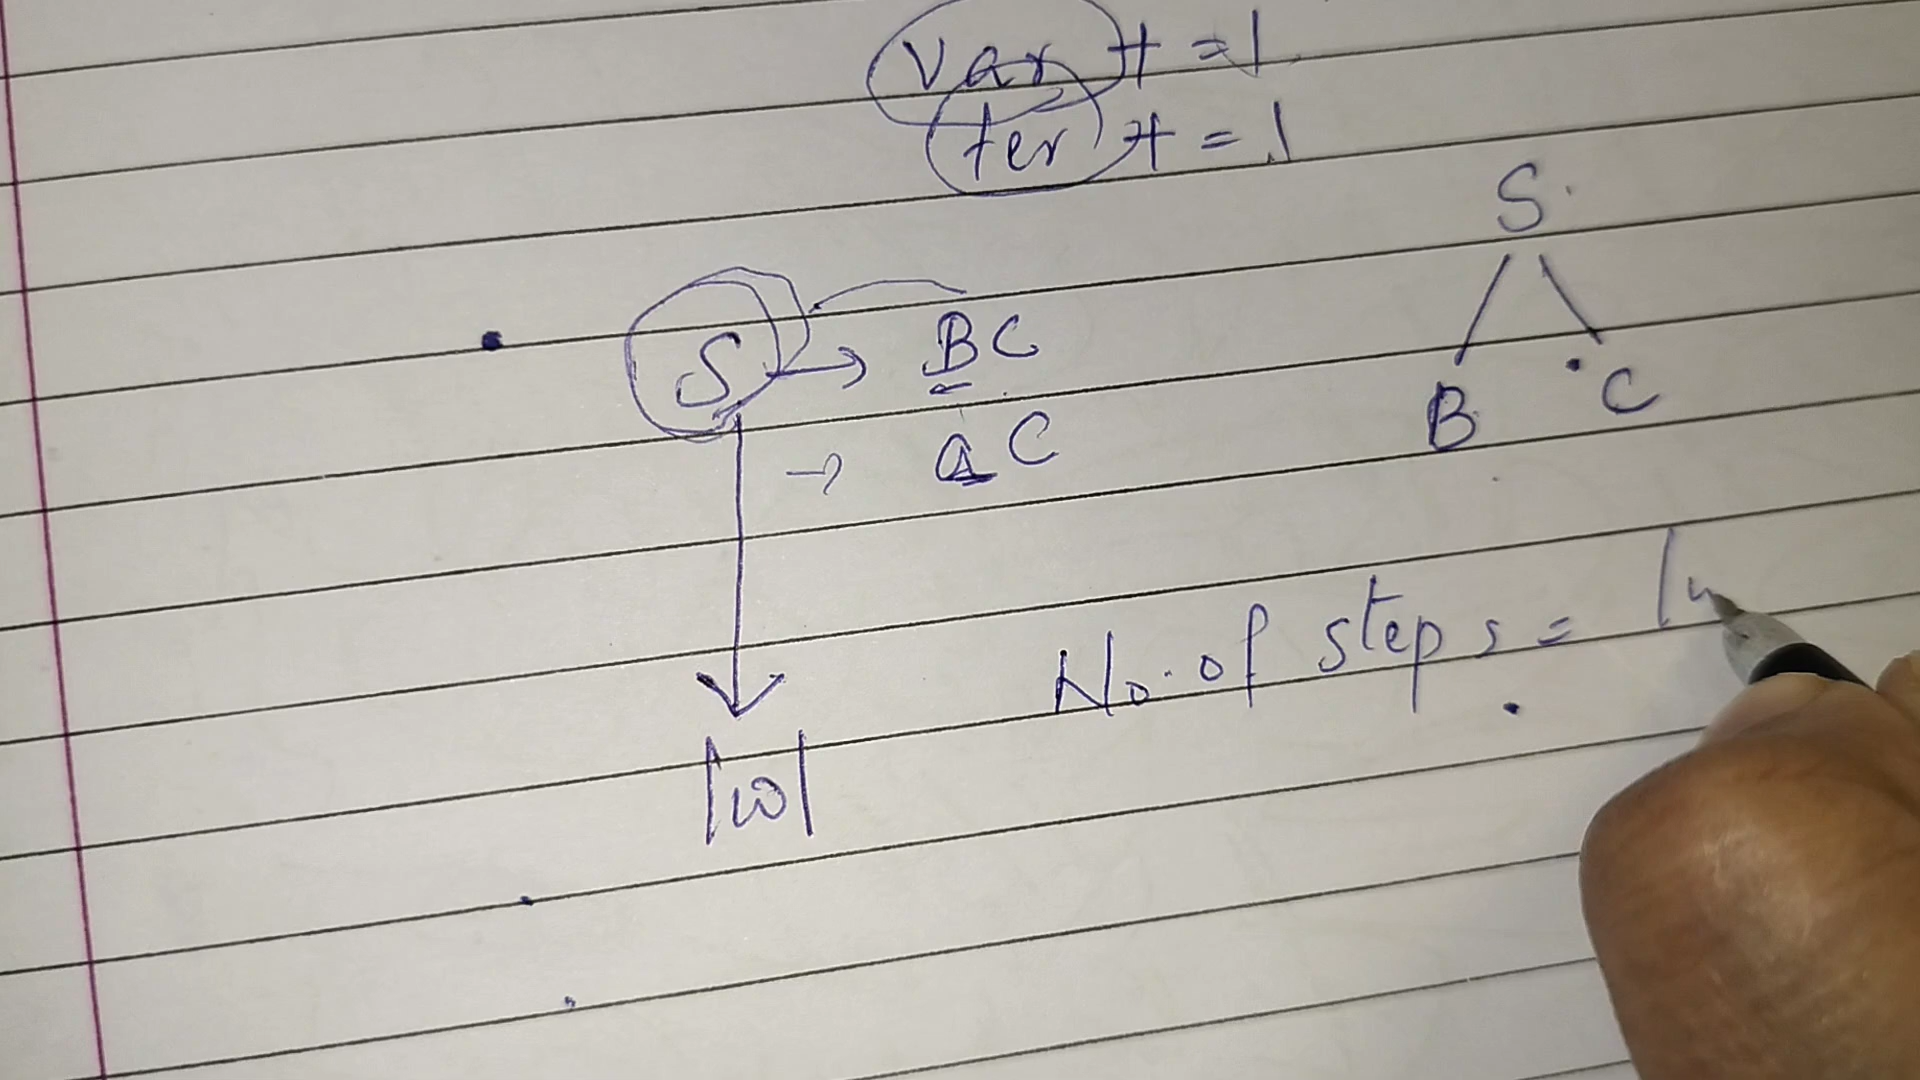 var + = 1
ter + = 1
S
S → BC
B C
→ aC
No. of steps = |w
|w|